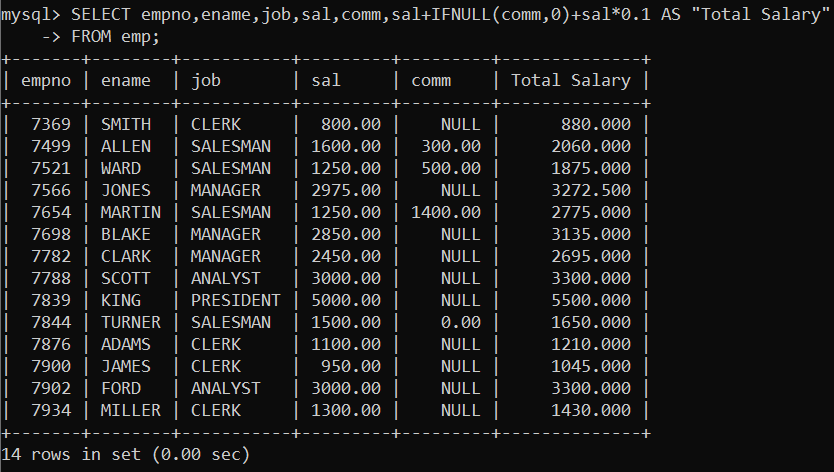 mysql> SELECT empno,ename,job,sal,comm,sal+IFNULL(comm,0)+sal*0.1 AS "Total Salary"
    -> FROM emp;
+-------+--------+-----------+---------+---------+--------------+
| empno | ename  | job       | sal     | comm    | Total Salary |
+-------+--------+-----------+---------+---------+--------------+
|  7369 | SMITH  | CLERK     |  800.00 |    NULL |      880.000 |
|  7499 | ALLEN  | SALESMAN  | 1600.00 |  300.00 |     2060.000 |
|  7521 | WARD   | SALESMAN  | 1250.00 |  500.00 |     1875.000 |
|  7566 | JONES  | MANAGER   | 2975.00 |    NULL |     3272.500 |
|  7654 | MARTIN | SALESMAN  | 1250.00 | 1400.00 |     2775.000 |
|  7698 | BLAKE  | MANAGER   | 2850.00 |    NULL |     3135.000 |
|  7782 | CLARK  | MANAGER   | 2450.00 |    NULL |     2695.000 |
|  7788 | SCOTT  | ANALYST   | 3000.00 |    NULL |     3300.000 |
|  7839 | KING   | PRESIDENT | 5000.00 |    NULL |     5500.000 |
|  7844 | TURNER | SALESMAN  | 1500.00 |    0.00 |     1650.000 |
|  7876 | ADAMS  | CLERK     | 1100.00 |    NULL |     1210.000 |
|  7900 | JAMES  | CLERK     |  950.00 |    NULL |     1045.000 |
|  7902 | FORD   | ANALYST   | 3000.00 |    NULL |     3300.000 |
|  7934 | MILLER | CLERK     | 1300.00 |    NULL |     1430.000 |
+-------+--------+-----------+---------+---------+--------------+
14 rows in set (0.00 sec)